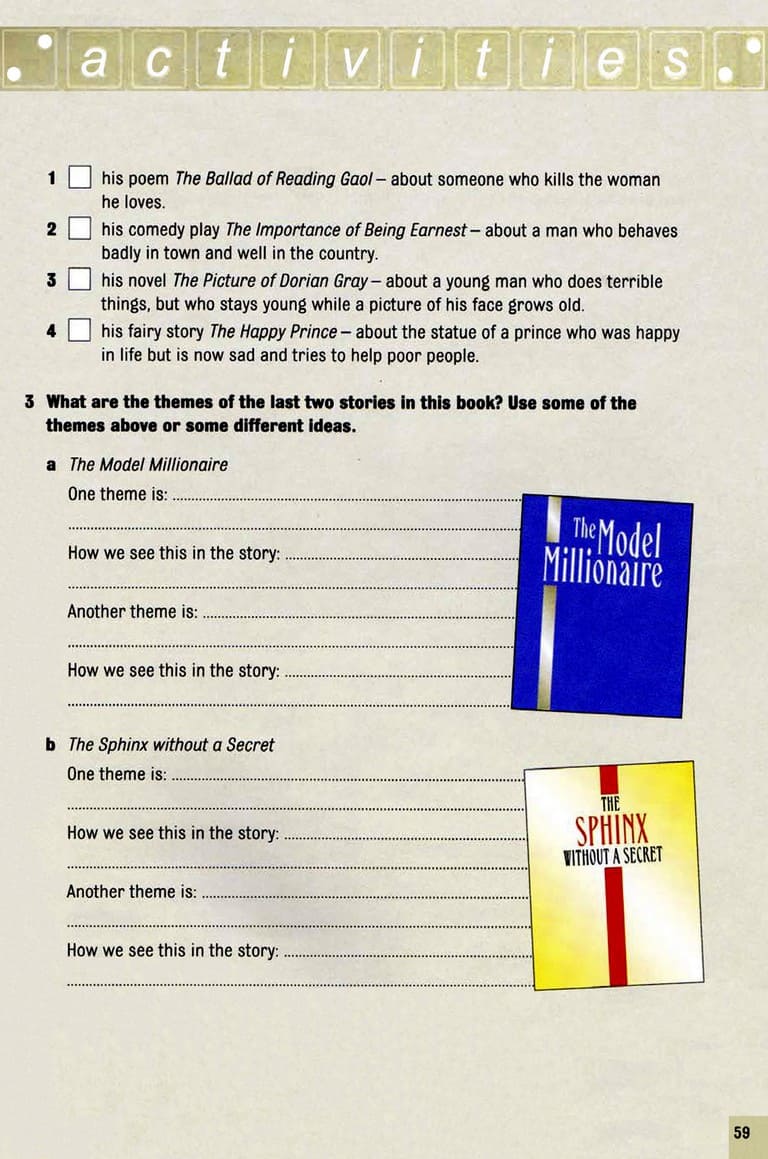 activities
1 his poem The Ballad of Reading Gaol – about someone who kills the woman
he loves.
2 his comedy play The Importance of Being Earnest – about a man who behaves
badly in town and well in the country.
3 his novel The Picture of Dorian Gray – about a young man who does terrible
things, but who stays young while a picture of his face grows old.
4 his fairy story The Happy Prince – about the statue of a prince who was happy
in life but is now sad and tries to help poor people.
3 What are the themes of the last two stories in this book? Use some of the
themes above or some different ideas.
a The Model Millionaire
One theme is:
How we see this in the story:
Another theme is:
How we see this in the story:
The Model
Millionaire
b The Sphinx without a Secret
One theme is:
How we see this in the story:
Another theme is:
How we see this in the story:
THE
SPHINX
WITHOUT A SECRET
59